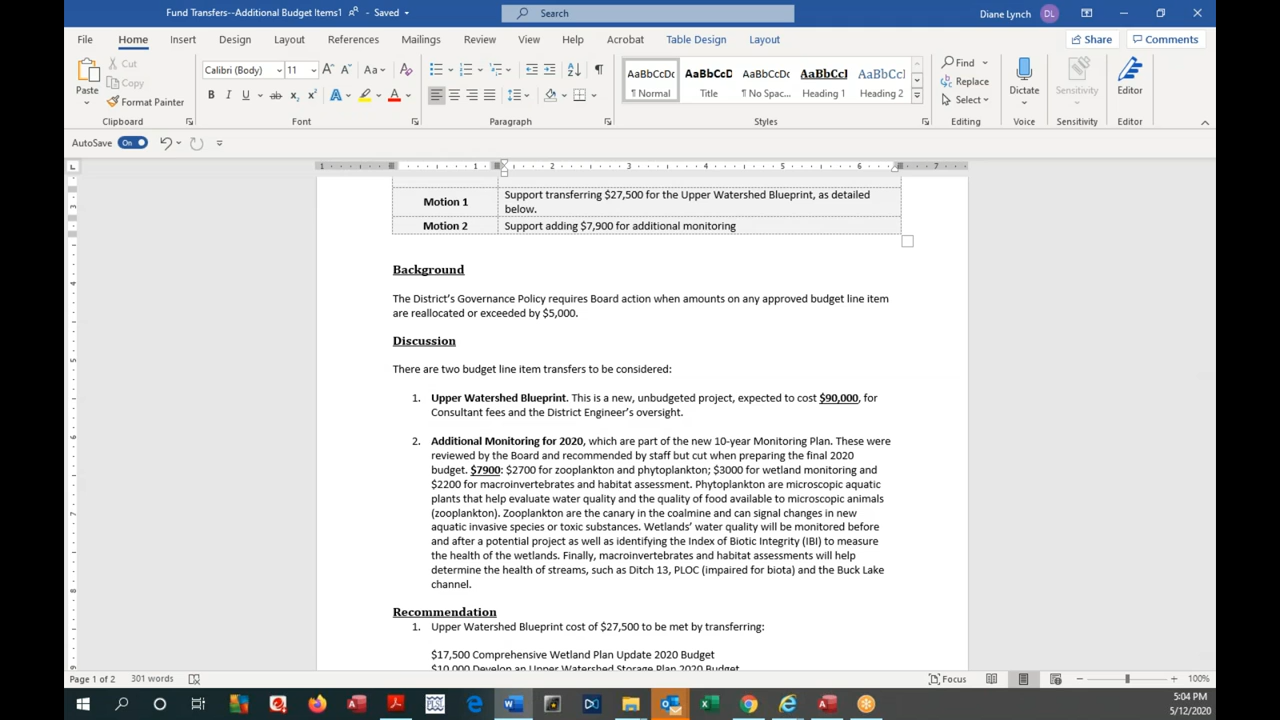 Fund Transfers--Additional Budget Items1 Saved
Search
Diane Lynch DL
File Home Insert Design Layout References Mailings Review View Help Acrobat Table Design Layout Share Comments
Paste
Cut
Copy
Format Painter
Calibri (Body) 11
AaBbCcDc AaBbCcDc AaBbCcDc AaBbCcI AaBbCcI
¶ Normal Title ¶ No Spac... Heading 1 Heading 2
Find
Replace
Select
Dictate
Sensitivity
Editor
Clipboard Font Paragraph Styles Editing Voice Sensitivity Editor
AutoSave On
1 1 2 3 4 5 6 7
Motion 1 Support transferring $27,500 for the Upper Watershed Blueprint, as detailed
below.
Motion 2 Support adding $7,900 for additional monitoring
Background
The District's Governance Policy requires Board action when amounts on any approved budget line item
are reallocated or exceeded by $5,000.
Discussion
There are two budget line item transfers to be considered:
1. Upper Watershed Blueprint. This is a new, unbudgeted project, expected to cost $90,000, for
Consultant fees and the District Engineer's oversight.
2. Additional Monitoring for 2020, which are part of the new 10-year Monitoring Plan. These were
reviewed by the Board and recommended by staff but cut when preparing the final 2020
budget. $7900: $2700 for zooplankton and phytoplankton; $3000 for wetland monitoring and
$2200 for macroinvertebrates and habitat assessment. Phytoplankton are microscopic aquatic
plants that help evaluate water quality and the quality of food available to microscopic animals
(zooplankton). Zooplankton are the canary in the coalmine and can signal changes in new
aquatic invasive species or toxic substances. Wetlands' water quality will be monitored before
and after a potential project as well as identifying the Index of Biotic Integrity (IBI) to measure
the health of the wetlands. Finally, macroinvertebrates and habitat assessments will help
determine the health of streams, such as Ditch 13, PLOC (impaired for biota) and the Buck Lake
channel.
Recommendation
1. Upper Watershed Blueprint cost of $27,500 to be met by transferring:
$17,500 Comprehensive Wetland Plan Update 2020 Budget
$10,000 Develop an Upper Watershed Storage Plan 2020 Budget
Page 1 of 2 301 words Focus 100%
5:04 PM
5/12/2020